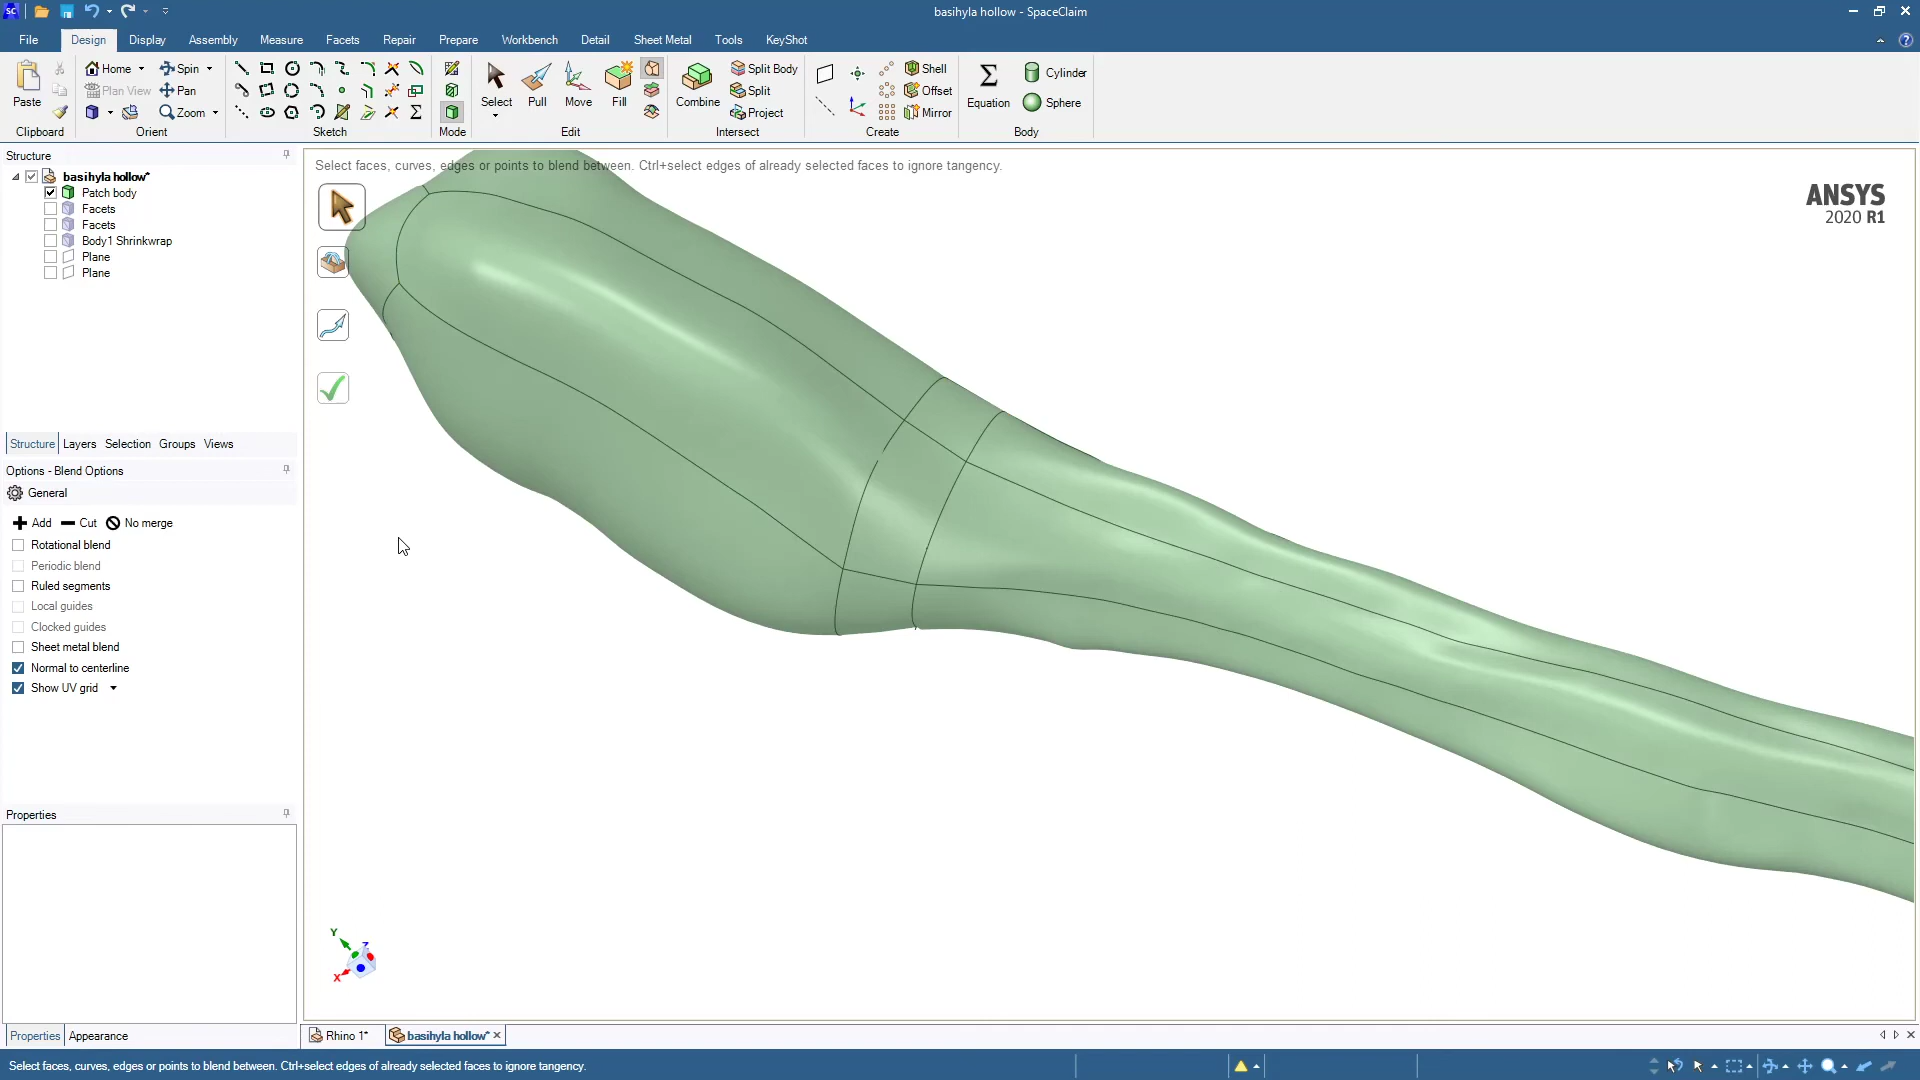 basihyla hollow - SpaceClaim
File Design Display Assembly Measure Facets Repair Prepare Workbench Detail Sheet Metal Tools KeyShot
Paste
Home Spin
Plan View Pan
Zoom
Select Pull Move Fill
Combine
Split Body
Split
Project
Shell
Offset
Mirror
Equation
Cylinder
Sphere
Clipboard Orient Sketch Mode Edit Intersect Create Body
Structure
basihyla hollow*
Patch body
Facets
Facets
Body1 Shrinkwrap
Plane
Plane
Structure Layers Selection Groups Views
Options - Blend Options
General
Add Cut No merge
Rotational blend
Periodic blend
Ruled segments
Local guides
Clocked guides
Sheet metal blend
Normal to centerline
Show UV grid
Properties
Properties Appearance
Select faces, curves, edges or points to blend between. Ctrl+select edges of already selected faces to ignore tangency.
ANSYS
2020 R1
Y
Z
X
Rhino 1* basihyla hollow*
Select faces, curves, edges or points to blend between. Ctrl+select edges of already selected faces to ignore tangency.